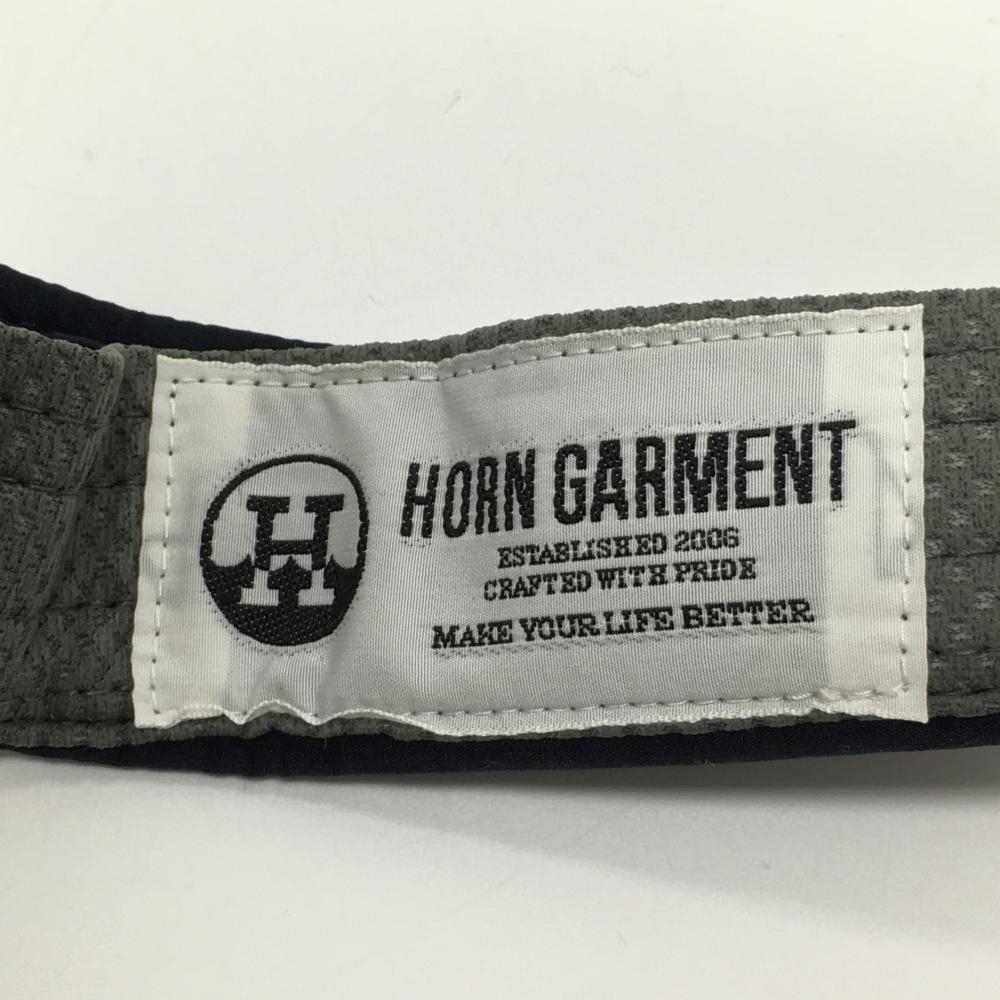 H
HORN GARMENT
ESTABLISHED 2006
CRAFTED WITH PRIDE
MAKE YOUR LIFE BETTER